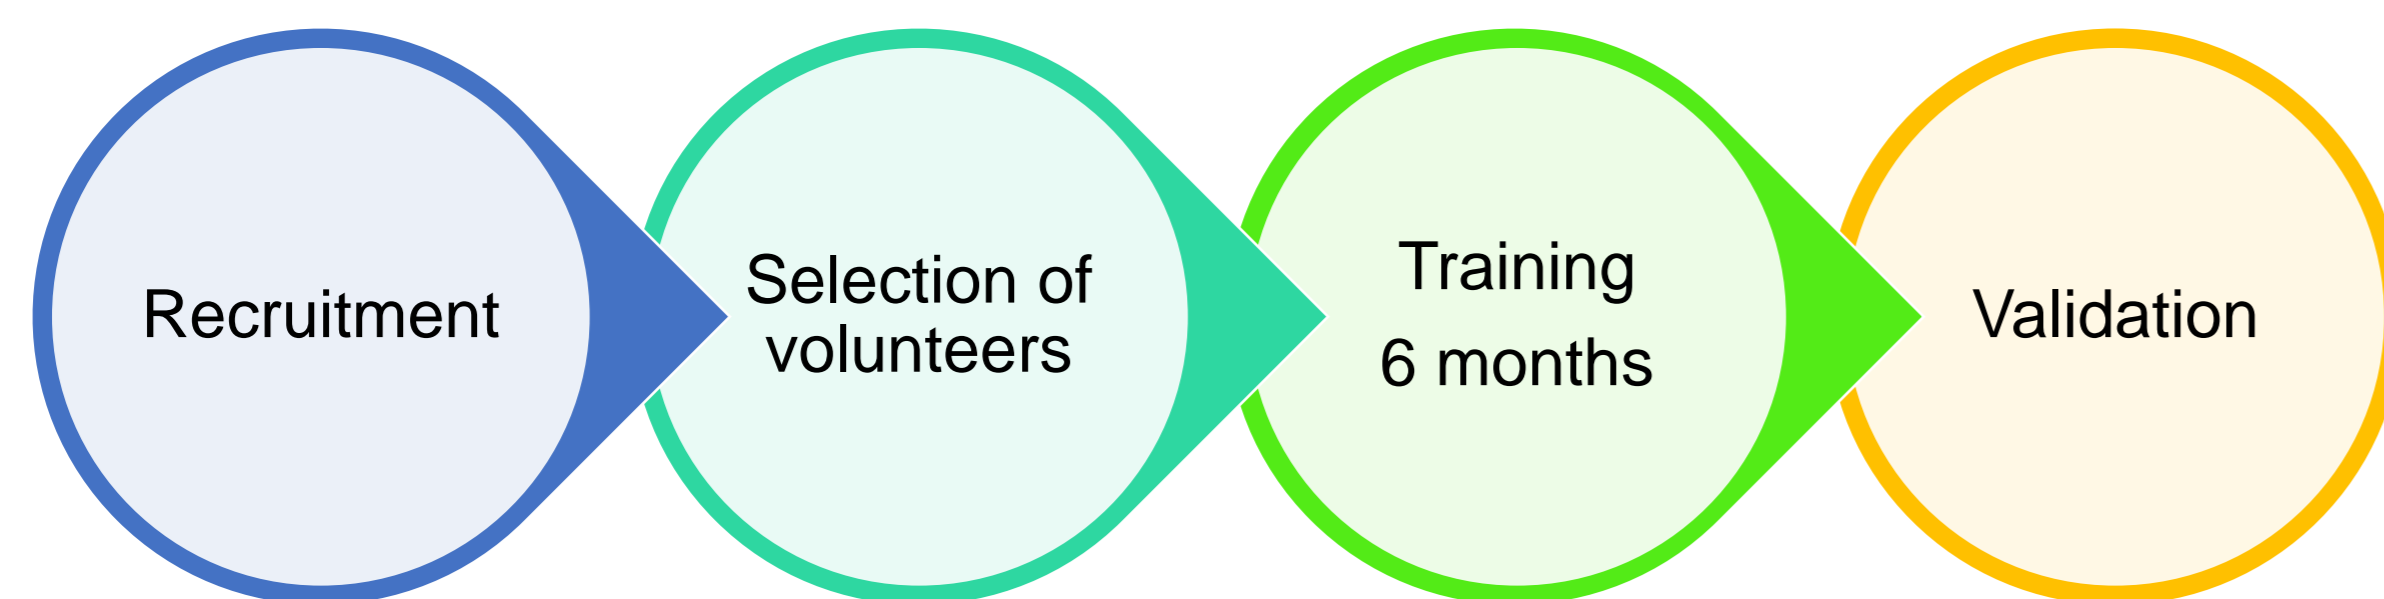 Recruitment
Selection of
volunteers
Training
6 months
Validation